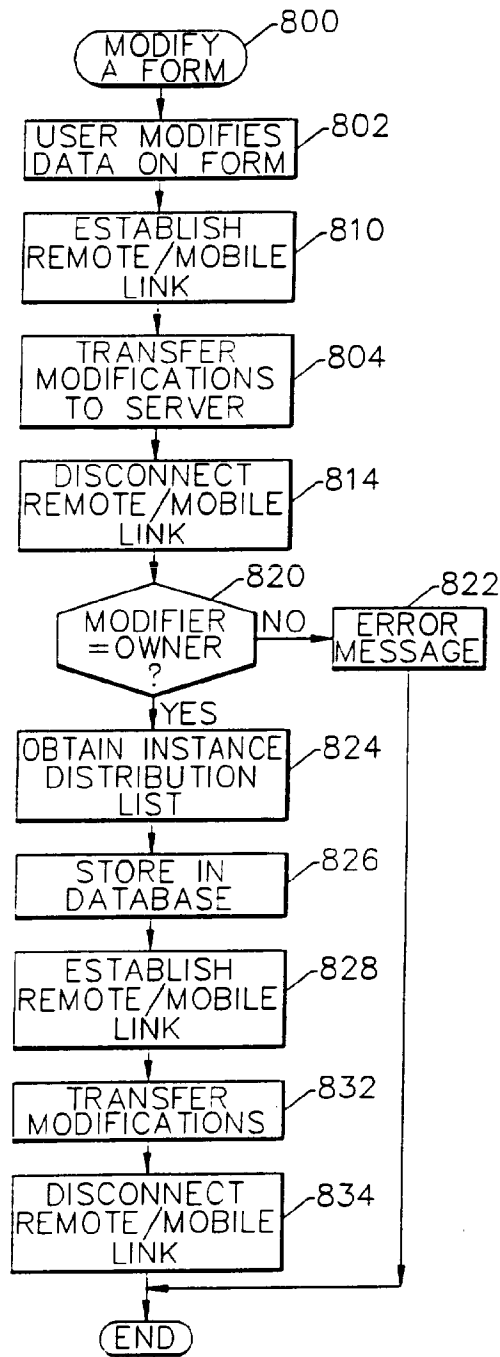 MODIFY
A FORM
800
USER MODIFIES
DATA ON FORM
802
ESTABLISH
REMOTE/MOBILE
LINK
810
TRANSFER
MODIFICATIONS
TO SERVER
804
DISCONNECT
REMOTE/MOBILE
LINK
814
MODIFIER
=OWNER
?
820
NO
ERROR
MESSAGE
822
YES
OBTAIN INSTANCE
DISTRIBUTION
LIST
824
STORE IN
DATABASE
826
ESTABLISH
REMOTE/MOBILE
LINK
828
TRANSFER
MODIFICATIONS
832
DISCONNECT
REMOTE/MOBILE
LINK
834
END